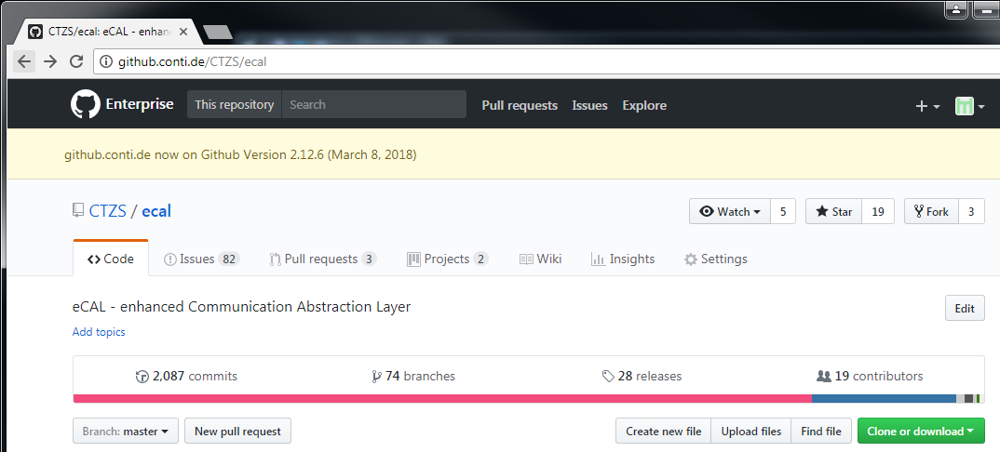 CTZS/ecal: eCAL - enhan
github.conti.de/CTZS/ecal
Enterprise This repository Search Pull requests Issues Explore
github.conti.de now on Github Version 2.12.6 (March 8, 2018)
CTZS / ecal Watch 5 Star 19 Fork 3
Code Issues 82 Pull requests 3 Projects 2 Wiki Insights Settings
eCAL - enhanced Communication Abstraction Layer Edit
Add topics
2,087 commits 74 branches 28 releases 19 contributors
Branch: master New pull request Create new file Upload files Find file Clone or download